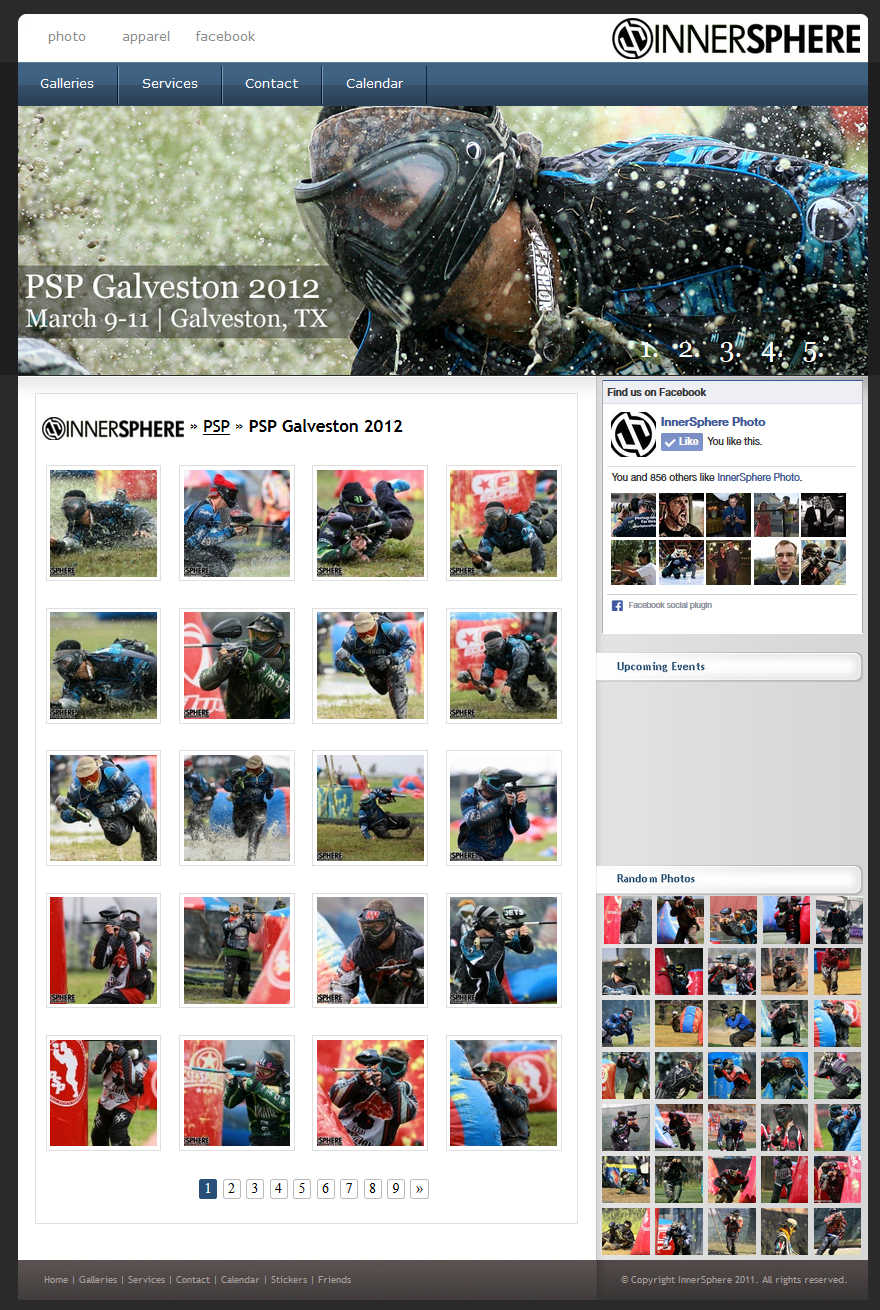 photo apparel facebook
INNERSPHERE
Galleries Services Contact Calendar
PSP Galveston 2012
March 9-11 | Galveston, TX
1. 2. 3. 4. 5.
INNERSPHERE » PSP » PSP Galveston 2012
1 2 3 4 5 6 7 8 9 »
Find us on Facebook
InnerSphere Photo
Like You like this.
You and 856 others like InnerSphere Photo.
Facebook social plugin
Upcoming Events
Random Photos
Home | Galleries | Services | Contact | Calendar | Stickers | Friends
© Copyright InnerSphere 2011. All rights reserved.